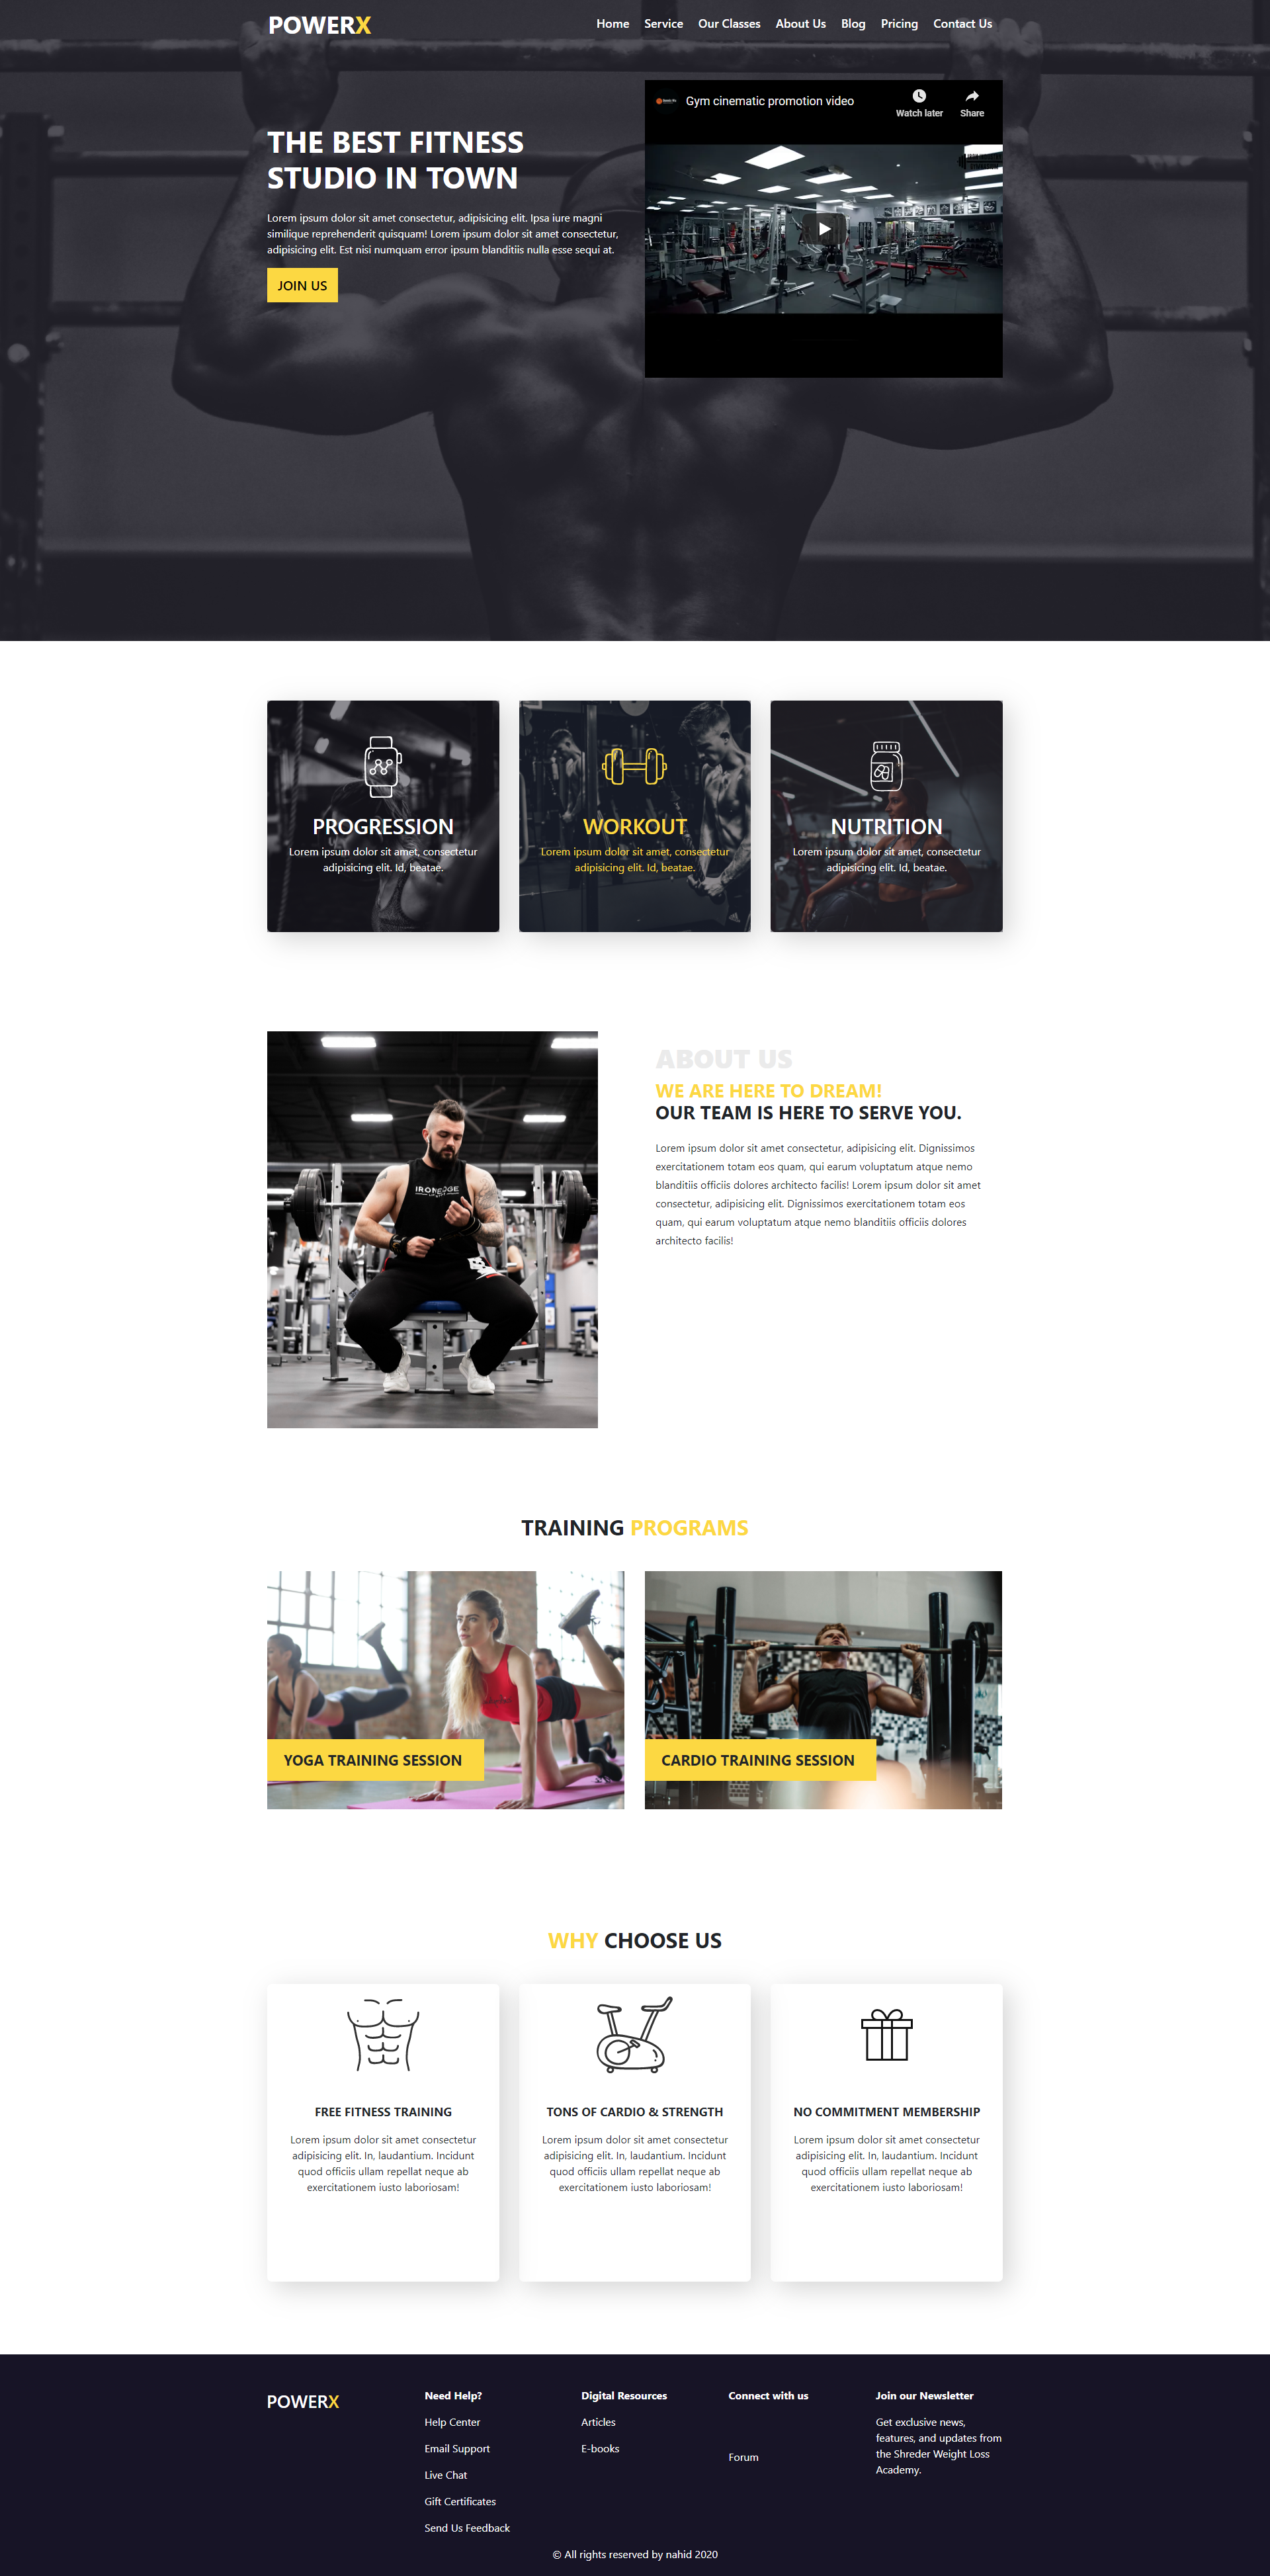 POWERX
Home Service Our Classes About Us Blog Pricing Contact Us
THE BEST FITNESS
STUDIO IN TOWN
Lorem ipsum dolor sit amet consectetur, adipisicing elit. Ipsa iure magni
similique reprehenderit quisquam! Lorem ipsum dolor sit amet consectetur,
adipisicing elit. Est nisi numquam error ipsum blanditiis nulla esse sequi at.
JOIN US
Gym cinematic promotion video
Watch later
Share
PROGRESSION
Lorem ipsum dolor sit amet, consectetur
adipisicing elit. Id, beatae.
WORKOUT
Lorem ipsum dolor sit amet, consectetur
adipisicing elit. Id, beatae.
NUTRITION
Lorem ipsum dolor sit amet, consectetur
adipisicing elit. Id, beatae.
IRON EDGE
ABOUT US
WE ARE HERE TO DREAM!
OUR TEAM IS HERE TO SERVE YOU.
Lorem ipsum dolor sit amet consectetur, adipisicing elit. Dignissimos
exercitationem totam eos quam, qui earum voluptatum atque nemo
blanditiis officiis dolores architecto facilis! Lorem ipsum dolor sit amet
consectetur, adipisicing elit. Dignissimos exercitationem totam eos
quam, qui earum voluptatum atque nemo blanditiis officiis dolores
architecto facilis!
TRAINING PROGRAMS
YOGA TRAINING SESSION
CARDIO TRAINING SESSION
WHY CHOOSE US
FREE FITNESS TRAINING
Lorem ipsum dolor sit amet consectetur
adipisicing elit. In, laudantium. Incidunt
quod officiis ullam repellat neque ab
exercitationem iusto laboriosam!
TONS OF CARDIO & STRENGTH
Lorem ipsum dolor sit amet consectetur
adipisicing elit. In, laudantium. Incidunt
quod officiis ullam repellat neque ab
exercitationem iusto laboriosam!
NO COMMITMENT MEMBERSHIP
Lorem ipsum dolor sit amet consectetur
adipisicing elit. In, laudantium. Incidunt
quod officiis ullam repellat neque ab
exercitationem iusto laboriosam!
POWERX
Need Help?
Help Center
Email Support
Live Chat
Gift Certificates
Send Us Feedback
Digital Resources
Articles
E-books
Connect with us
Forum
Join our Newsletter
Get exclusive news,
features, and updates from
the Shreder Weight Loss
Academy.
© All rights reserved by nahid 2020